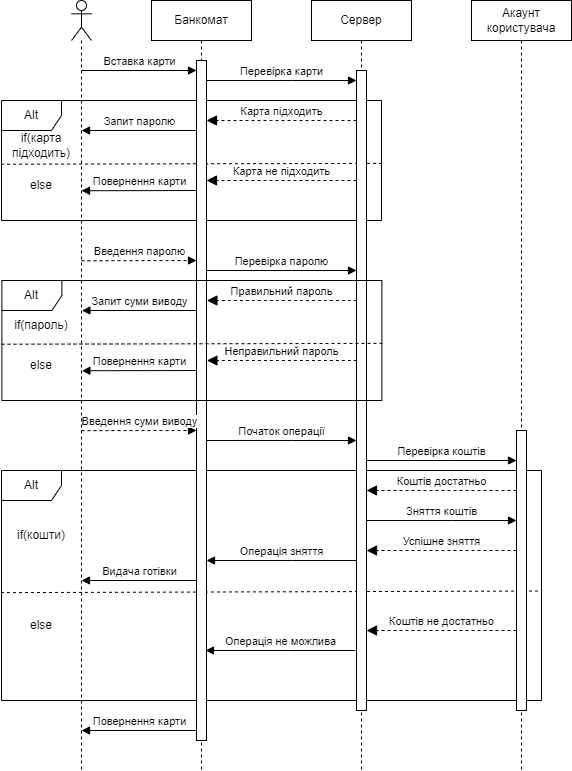 Банкомат
Сервер
Акаунт
користувача
Вставка карти
Перевірка карти
Alt
Карта підходить
Запит паролю
if(карта
підходить)
Карта не підходить
else
Повернення карти
Введення паролю
Перевірка паролю
Alt
Правильний пароль
Запит суми виводу
if(пароль)
Неправильний пароль
else
Повернення карти
Введення суми виводу
Початок операції
Перевірка коштів
Alt
Коштів достатньо
Зняття коштів
if(кошти)
Успішне зняття
Операція зняття
Видача готівки
else
Коштів не достатньо
Операція не можлива
Повернення карти